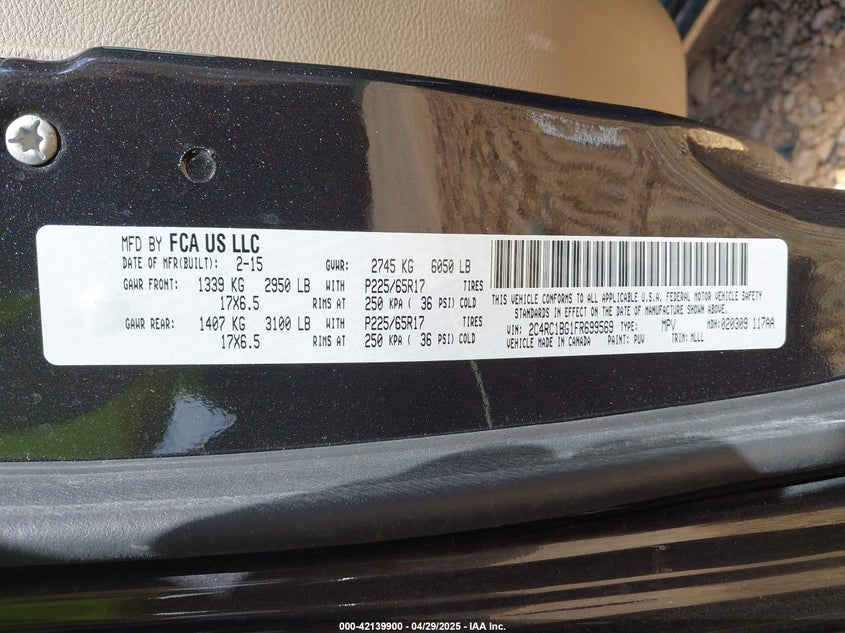 MFD BY FCA US LLC
DATE OF MFR(BUILT): 2-15 GVWR: 2745 KG 6050 LB
GAWR FRONT: 1339 KG 2950 LB WITH P225/65R17 TIRES
17X6.5 RIMS AT 250 KPA ( 36 PSI) COLD
GAWR REAR: 1407 KG 3100 LB WITH P225/65R17 TIRES
17X6.5 RIMS AT 250 KPA ( 36 PSI) COLD
THIS VEHICLE CONFORMS TO ALL APPLICABLE U.S.A. FEDERAL MOTOR VEHICLE SAFETY
STANDARDS IN EFFECT ON THE DATE OF MANUFACTURE SHOWN ABOVE.
VIN: 2C4RC1BG1FR699569 TYPE: MPV MDH: 020309 117AA
VEHICLE MADE IN CANADA PAINT: PUV TRIM: MLLL
000-42139900 - 04/29/2025 - IAA Inc.